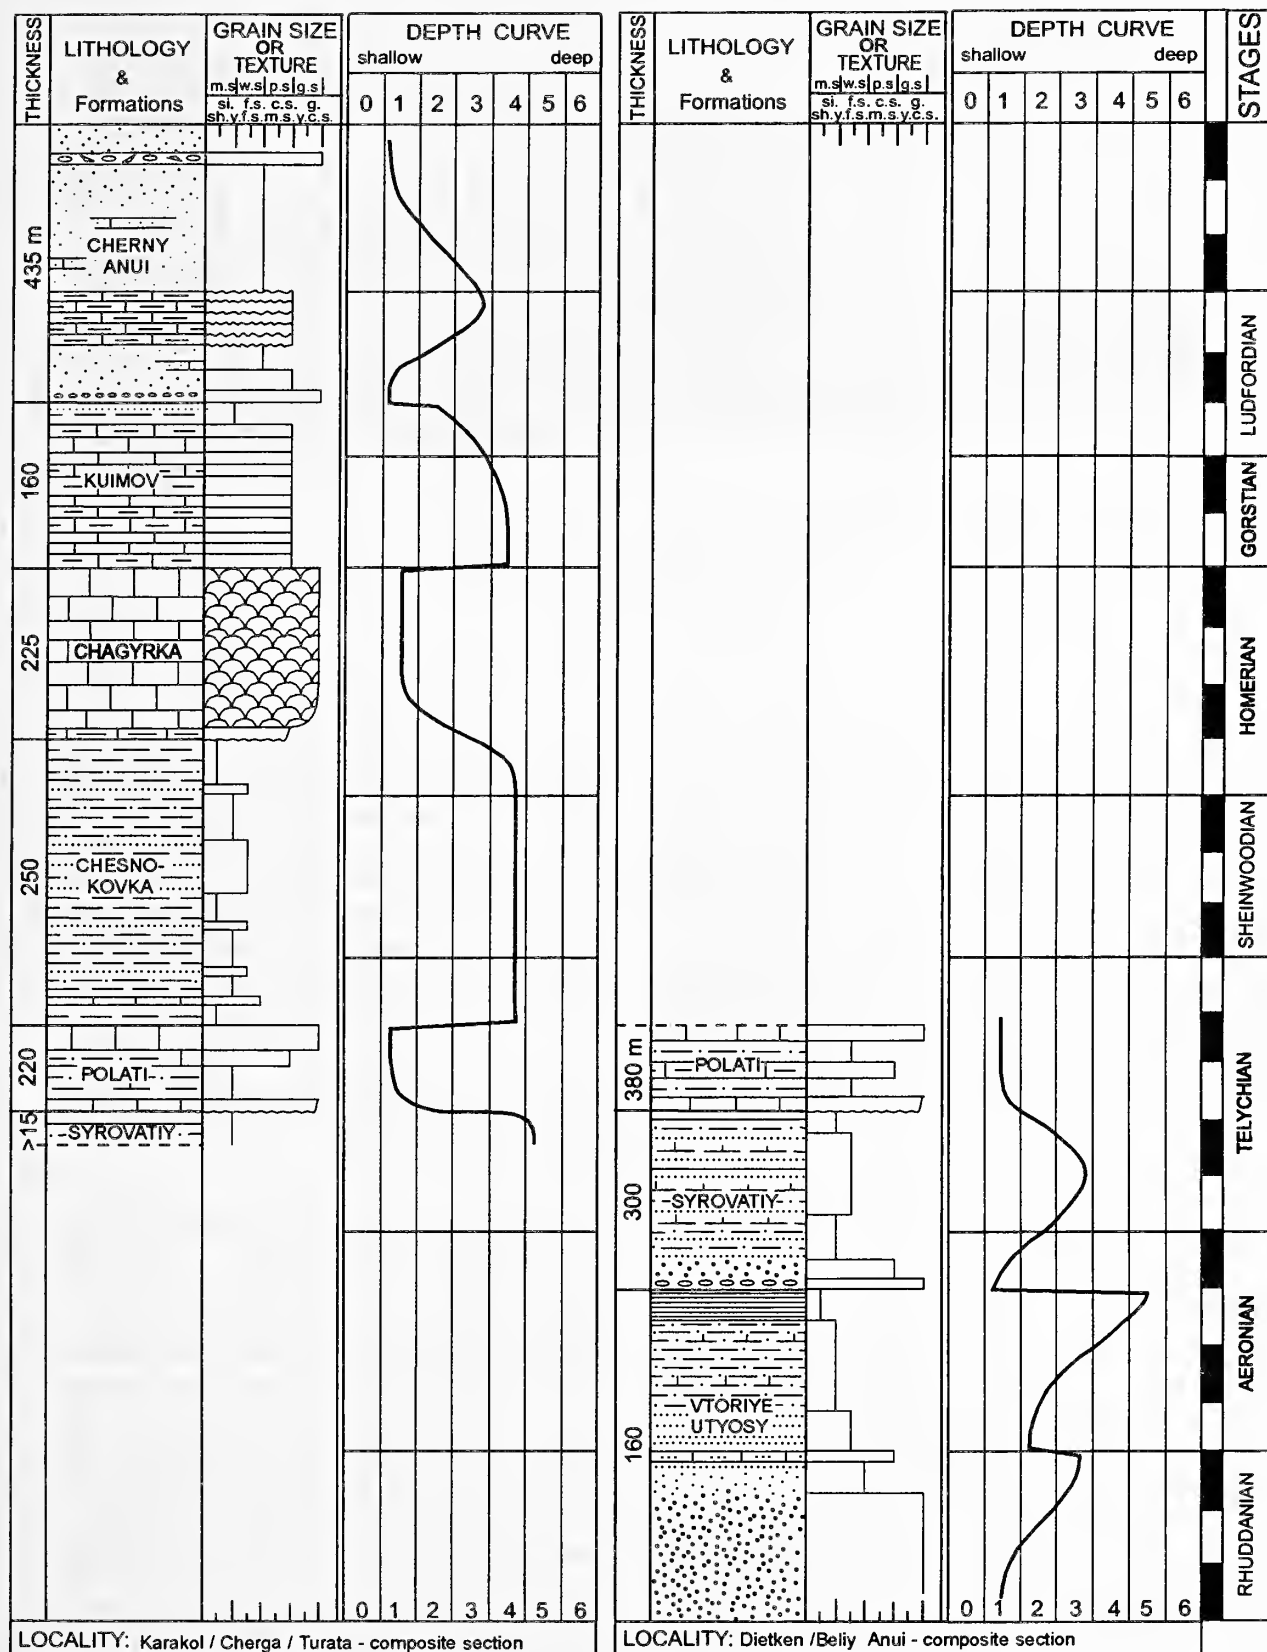 THICKNESS
LITHOLOGY
&
Formations
GRAIN SIZE
OR
TEXTURE
m.s|w.s|p.s|g.s|
si. f.s. c.s. g.
sh.y.f.s.m.s.y.c.s.
DEPTH CURVE
shallow deep
0 1 2 3 4 5 6
435 m
CHERNY
ANUI
160
KUIMOV
225
CHAGYRKA
250
CHESNO-
KOVKA
220
POLATI
>15
SYROVATIY
0 1 2 3 4 5 6
LOCALITY: Karakol / Cherga / Turata - composite section
THICKNESS
LITHOLOGY
&
Formations
GRAIN SIZE
OR
TEXTURE
m.s|w.s|p.s|g.s|
si. f.s. c.s. g.
sh.y.f.s.m.s.y.c.s.
DEPTH CURVE
shallow deep
0 1 2 3 4 5 6
STAGES
380 m
POLATI
300
SYROVATIY
160
VTORIYE
UTYOSY
0 1 2 3 4 5 6
LUDFORDIAN
GORSTIAN
HOMERIAN
SHEINWOODIAN
TELYCHIAN
AERONIAN
RHUDDANIAN
LOCALITY: Dietken /Beliy Anui - composite section